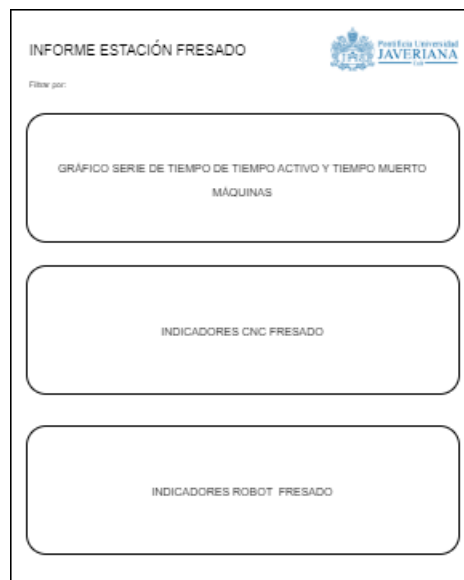 INFORME ESTACIÓN FRESADO
Pontificia Universidad
JAVERIANA
Cali
Filtrar por:
GRÁFICO SERIE DE TIEMPO DE TIEMPO ACTIVO Y TIEMPO MUERTO
MÁQUINAS
INDICADORES CNC FRESADO
INDICADORES ROBOT FRESADO